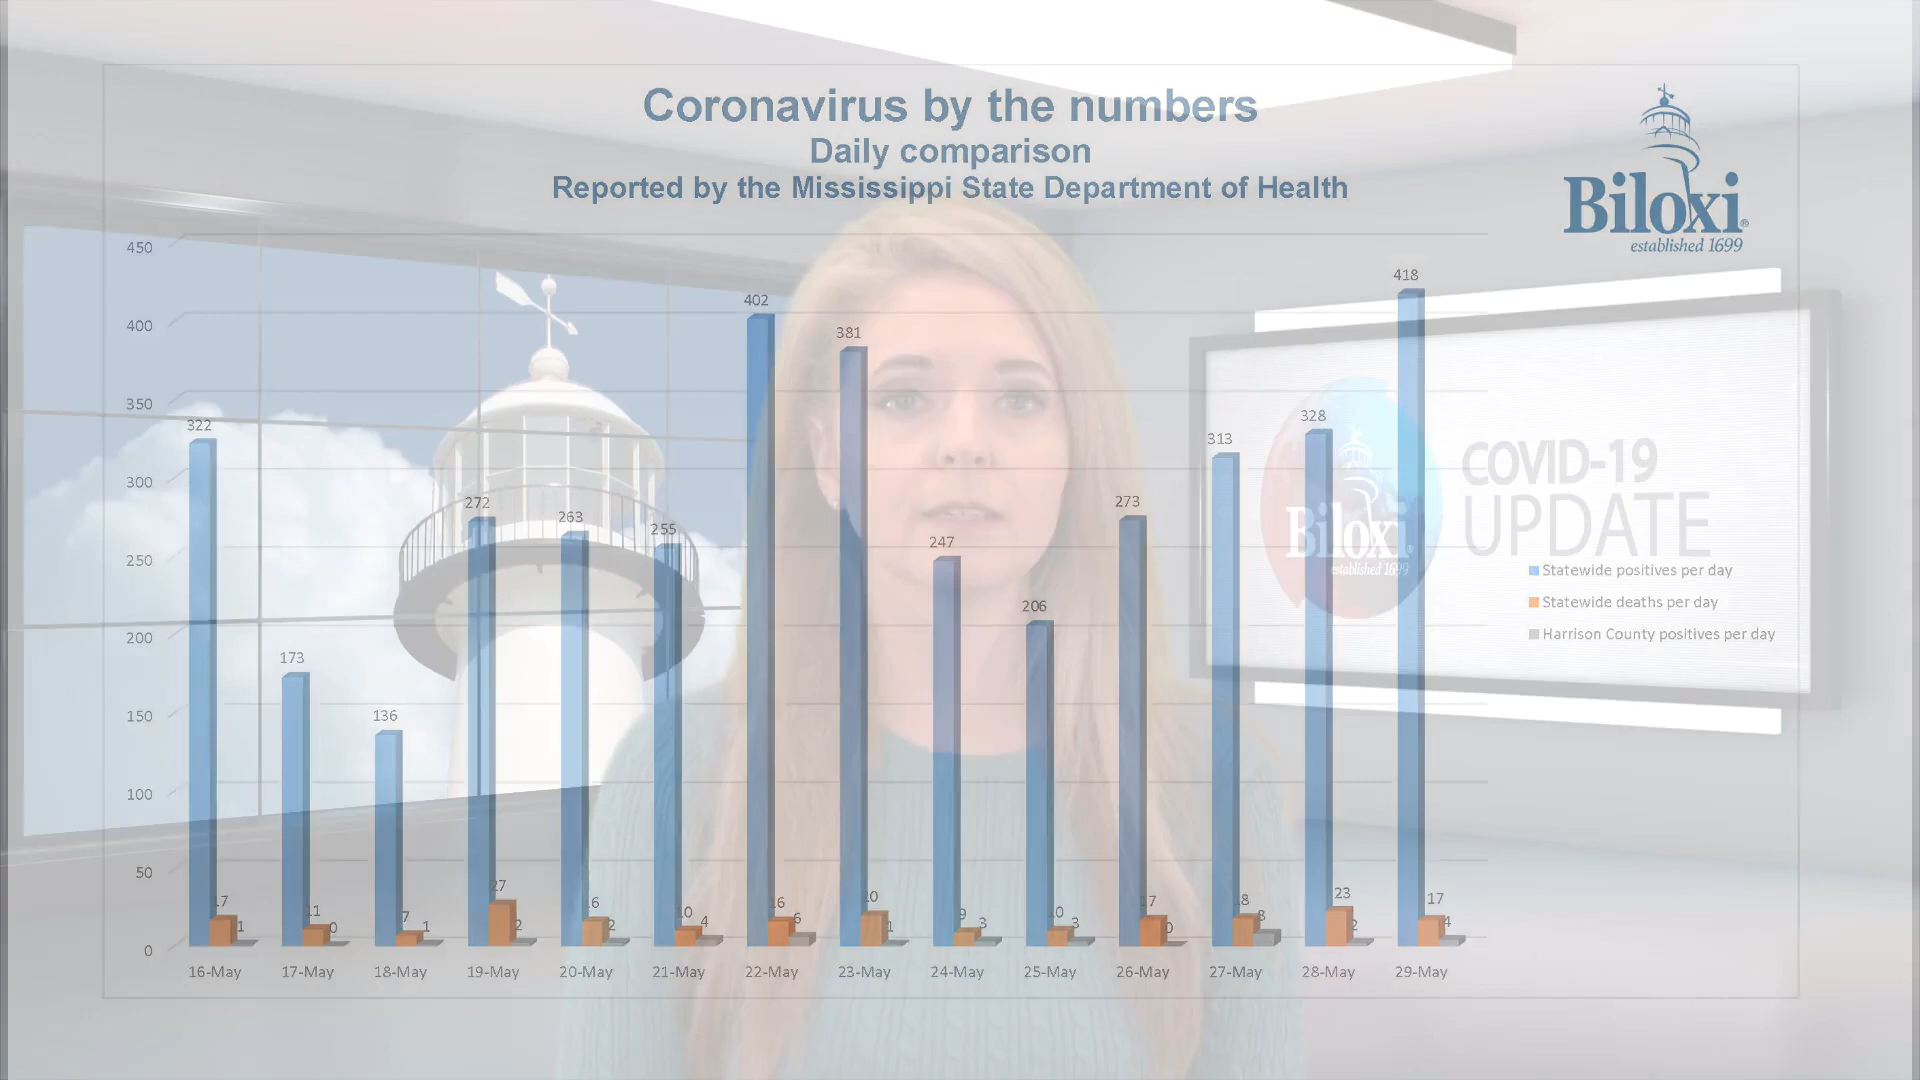 Coronavirus by the numbers
Daily comparison
Reported by the Mississippi State Department of Health
Biloxi®
established 1699
450
400
350
300
250
200
150
100
50
0
322
173
136
272
263
255
402
381
247
206
273
313
328
418
17 1
11 0
7 1
27 2
16 2
10 4
16 6
20 1
9 3
10 3
17 0
18 8
23 2
17 4
16-May 17-May 18-May 19-May 20-May 21-May 22-May 23-May 24-May 25-May 26-May 27-May 28-May 29-May
COVID-19
UPDATE
Biloxi
established 1699
Statewide positives per day
Statewide deaths per day
Harrison County positives per day